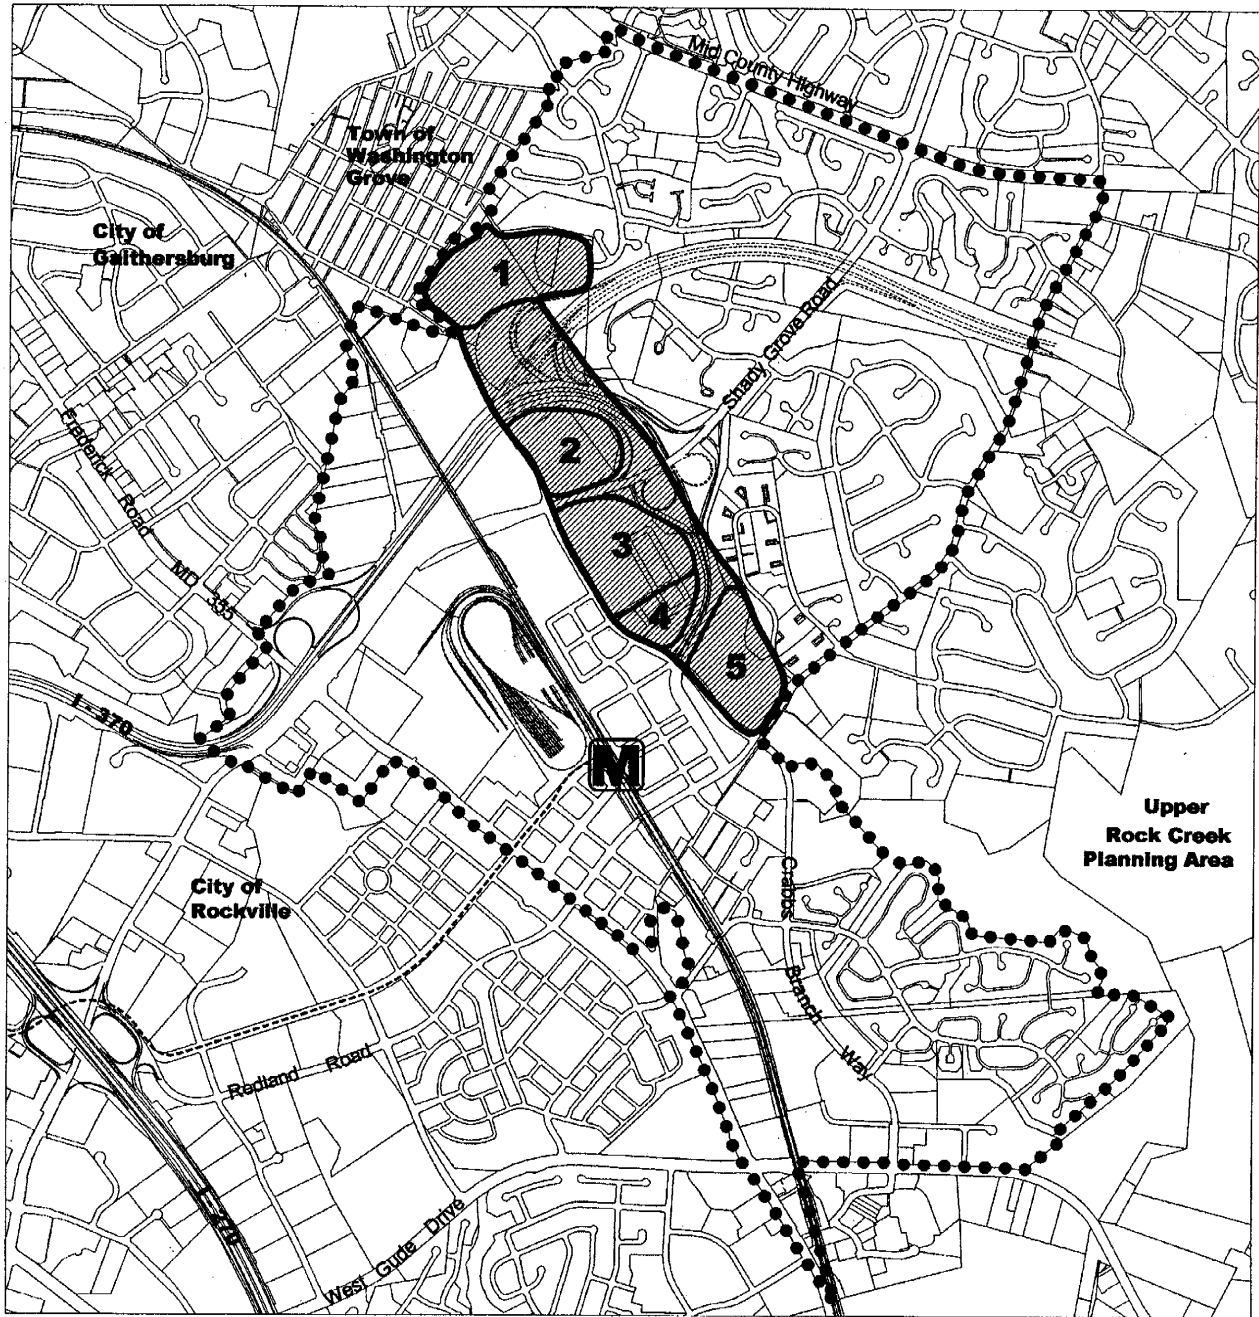 Mid County Highway
Town of
Washington
Grove
City of
Gaithersburg
1
Shady Grove Road
2
Frederick Road
MD 355
3
4
5
I - 370
M
Upper
Rock Creek
Planning Area
City of
Rockville
Crabbs Branch Way
Redland Road
I - 270
West Gude Drive